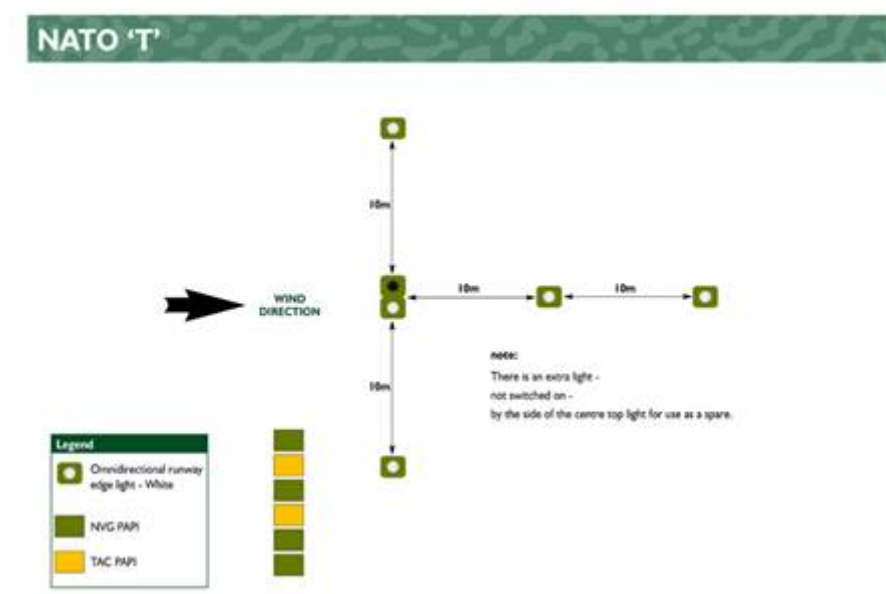 NATO ‘T’
10m
10m
10m
WIND
DIRECTION
10m
note:
There is an extra light -
not switched on -
by the side of the centre top light for use as a spare.
Legend
Omnidirectional runway
edge light - White
NVG PAPI
TAC PAPI